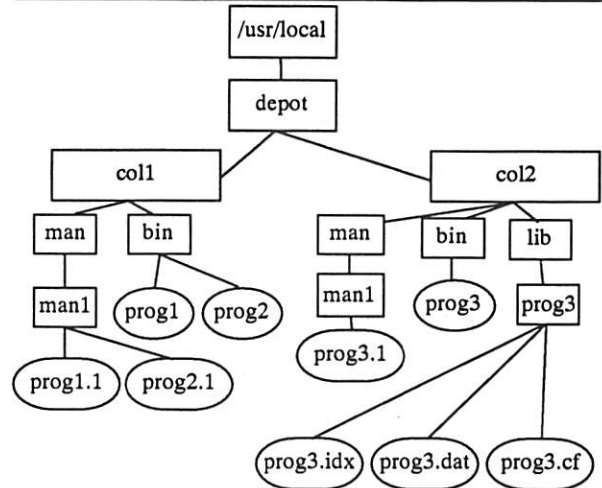 /usr/local
depot
col1
col2
man
bin
man
bin
lib
man1
prog1
prog2
man1
prog3
prog3
prog1.1
prog2.1
prog3.1
prog3.idx
prog3.dat
prog3.cf